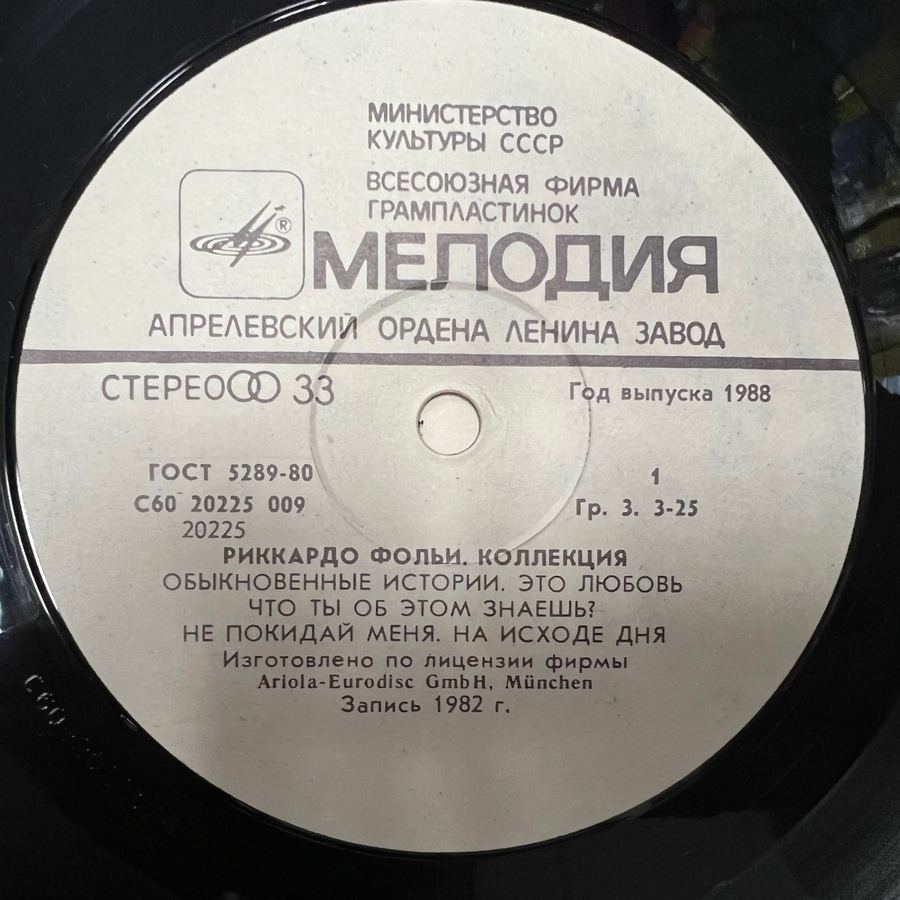 МИНИСТЕРСТВО
КУЛЬТУРЫ СССР
ВСЕСОЮЗНАЯ ФИРМА
ГРАМПЛАСТИНОК
®
МЕЛОДИЯ
АПРЕЛЕВСКИЙ ОРДЕНА ЛЕНИНА ЗАВОД
СТЕРЕО 33
Год выпуска 1988
ГОСТ 5289-80
1
С60 20225 009
Гр. 3. 3-25
20225
РИККАРДО ФОЛЬИ. КОЛЛЕКЦИЯ
ОБЫКНОВЕННЫЕ ИСТОРИИ. ЭТО ЛЮБОВЬ
ЧТО ТЫ ОБ ЭТОМ ЗНАЕШЬ?
НЕ ПОКИДАЙ МЕНЯ. НА ИСХОДЕ ДНЯ
Изготовлено по лицензии фирмы
Ariola-Eurodisc GmbH, München
Запись 1982 г.